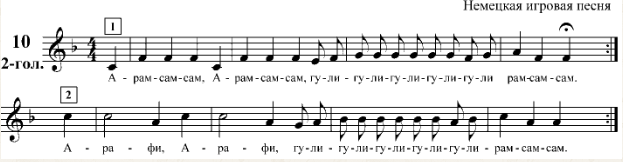 Немецкая игровая песня
1
10
2-гол.
4
4
А - рам-сам-сам, А - рам-сам-сам, гу-ли - гу-ли-гу-ли-гу-ли-гу-ли рам-сам-сам.
2
А - ра - фи, А - ра - фи, гу-ли - гу-ли-гу-ли-гу-ли-гу-ли - рам-сам-сам.